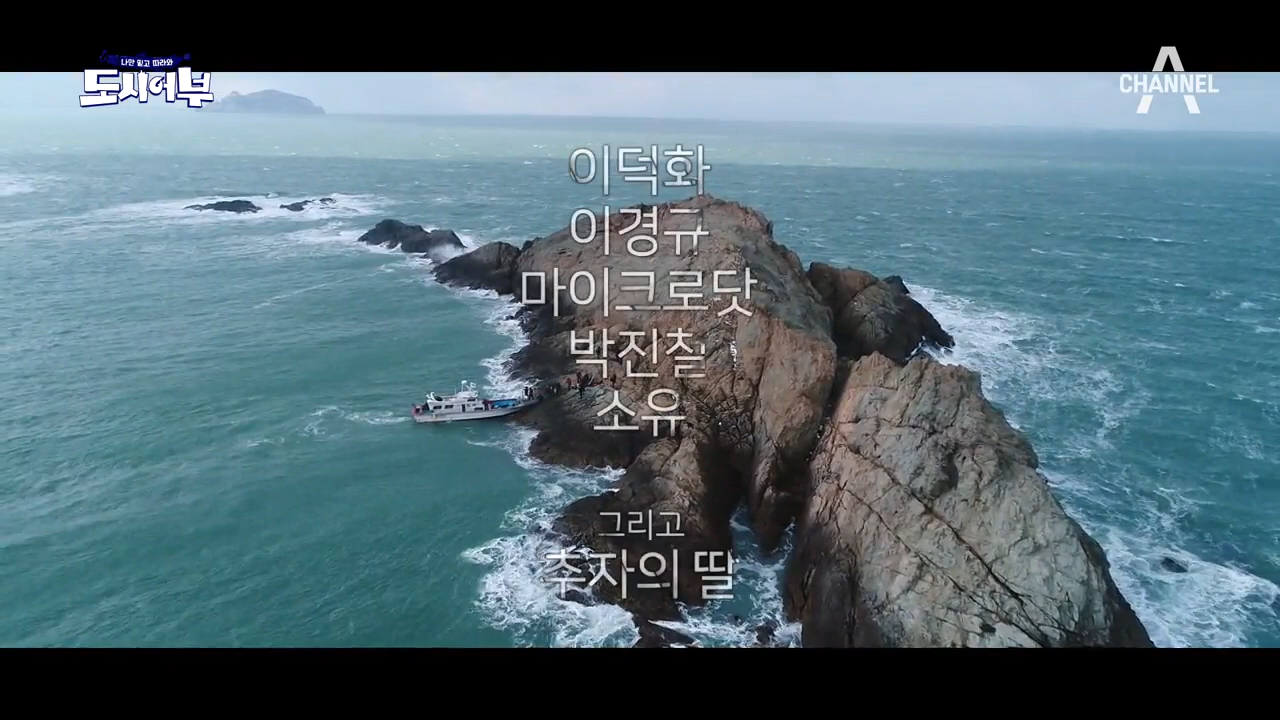 나만 믿고 따라와
도시어부
CHANNEL A
이덕화
이경규
마이크로닷
박진칠
소유
그리고
추자의 딸